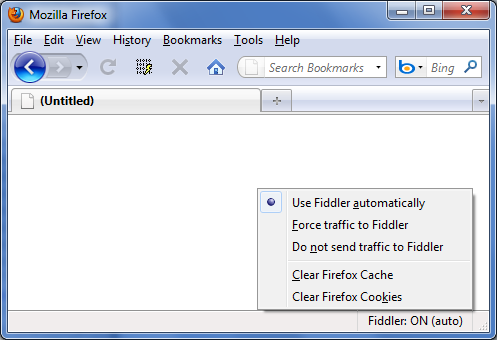 Mozilla Firefox
File Edit View History Bookmarks Tools Help
Search Bookmarks Bing
(Untitled)
Use Fiddler automatically
Force traffic to Fiddler
Do not send traffic to Fiddler
Clear Firefox Cache
Clear Firefox Cookies
Fiddler: ON (auto)